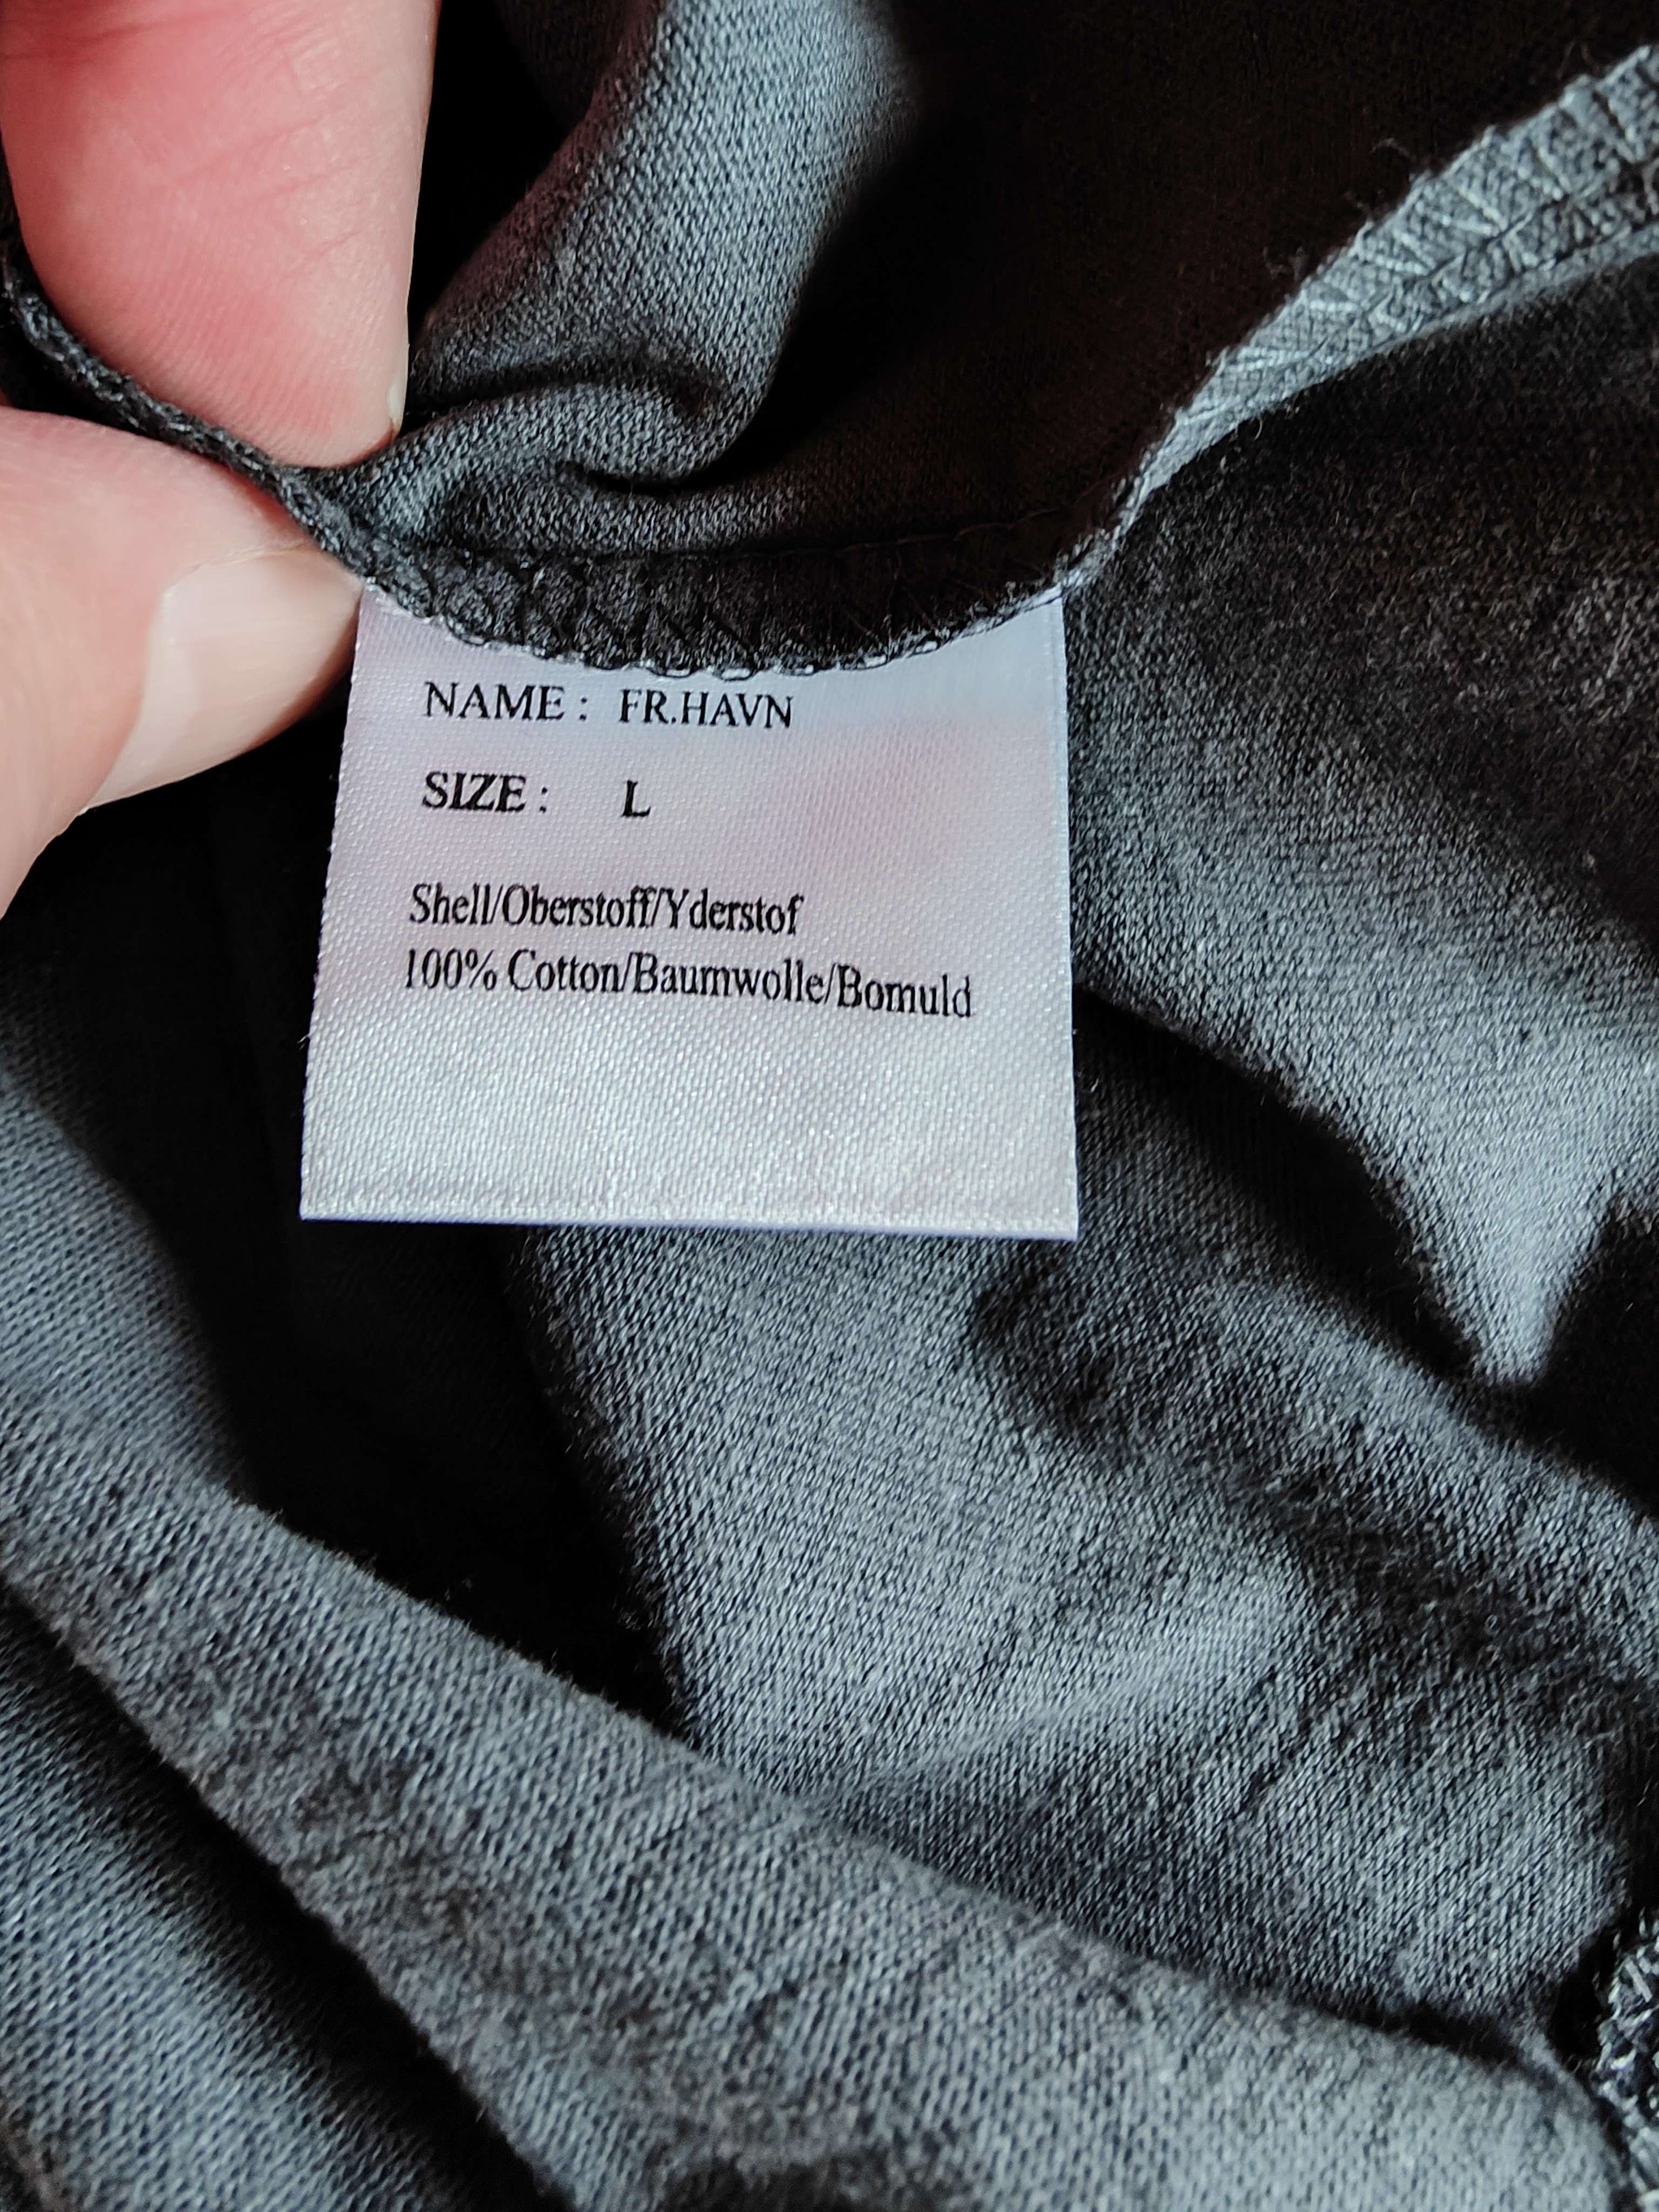 NAME : FR.HAVN
SIZE : L
Shell/Oberstoff/Yderstof
100% Cotton/Baumwolle/Bomuld